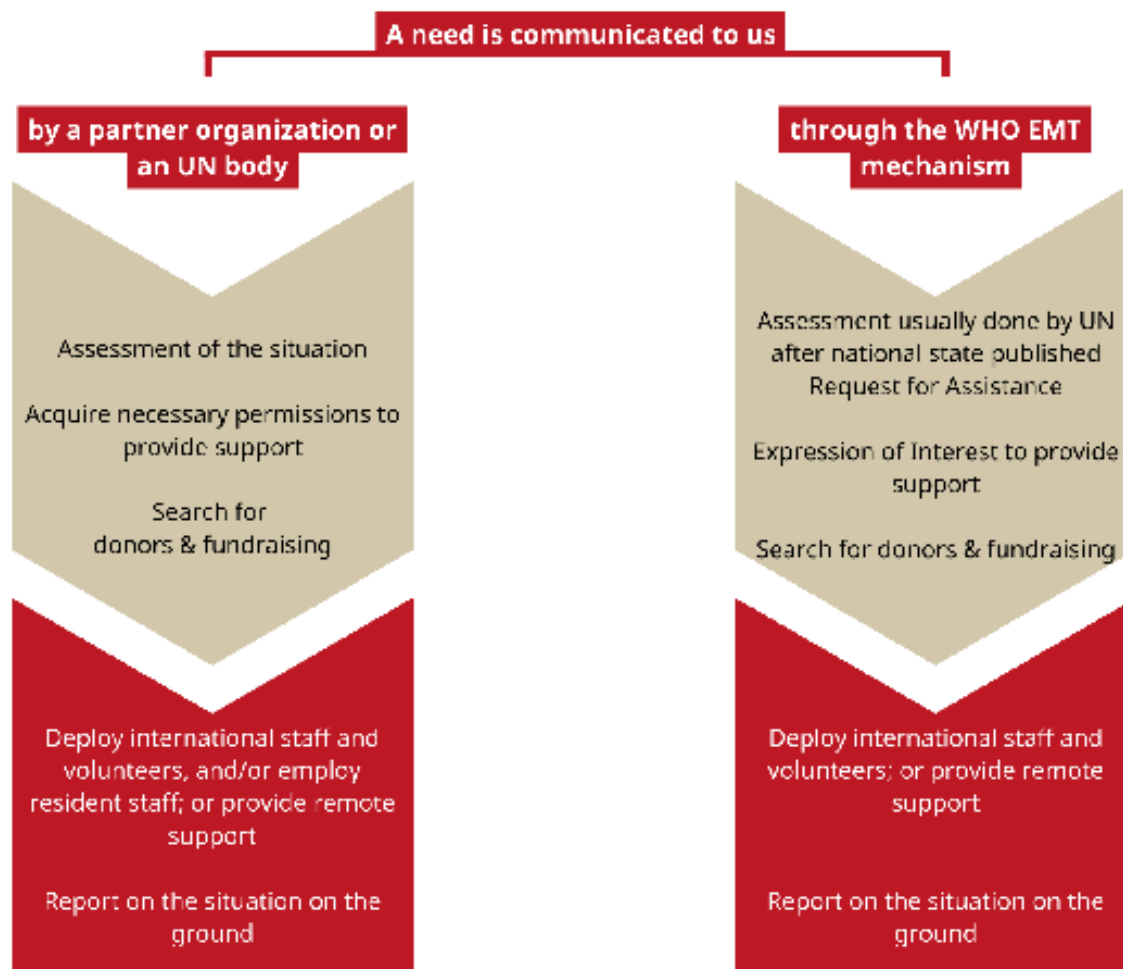 A need is communicated to us
by a partner organization or
an UN body
Assessment of the situation
Acquire necessary permissions to
provide support
Search for
donors & fundraising
Deploy international staff and
volunteers, and/or employ
resident staff; or provide remote
support
Report on the situation on the
ground
through the WHO EMT
mechanism
Assessment usually done by UN
after national state published
Request for Assistance
Expression of Interest to provide
support
Search for donors & fundraising
Deploy international staff and
volunteers; or provide remote
support
Report on the situation on the
ground